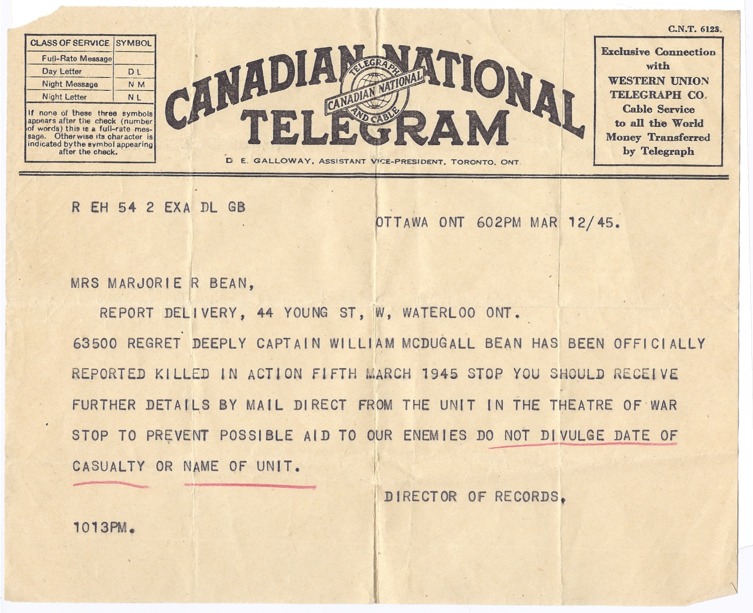 C.N.T. 6123.
CLASS OF SERVICE SYMBOL
Full-Rate Message
Day Letter D L
Night Message N M
Night Letter N L
If none of these three symbols
appears after the check (number
of words) this is a full-rate mes-
sage. Otherwise its character is
indicated by the symbol appearing
after the check.
CANADIAN NATIONAL
TELEGRAPH
CANADIAN NATIONAL
AND CABLE
TELEGRAM
D. E. GALLOWAY, ASSISTANT VICE-PRESIDENT, TORONTO, ONT.
Exclusive Connection
with
WESTERN UNION
TELEGRAPH CO.
Cable Service
to all the World
Money Transferred
by Telegraph
R EH 54 2 EXA DL GB
OTTAWA ONT 602PM MAR 12/45.
MRS MARJORIE R BEAN,
REPORT DELIVERY, 44 YOUNG ST, W, WATERLOO ONT.
63500 REGRET DEEPLY CAPTAIN WILLIAM MCDUGALL BEAN HAS BEEN OFFICIALLY
REPORTED KILLED IN ACTION FIFTH MARCH 1945 STOP YOU SHOULD RECEIVE
FURTHER DETAILS BY MAIL DIRECT FROM THE UNIT IN THE THEATRE OF WAR
STOP TO PREVENT POSSIBLE AID TO OUR ENEMIES DO NOT DIVULGE DATE OF
CASUALTY OR NAME OF UNIT.
DIRECTOR OF RECORDS,
1013PM.